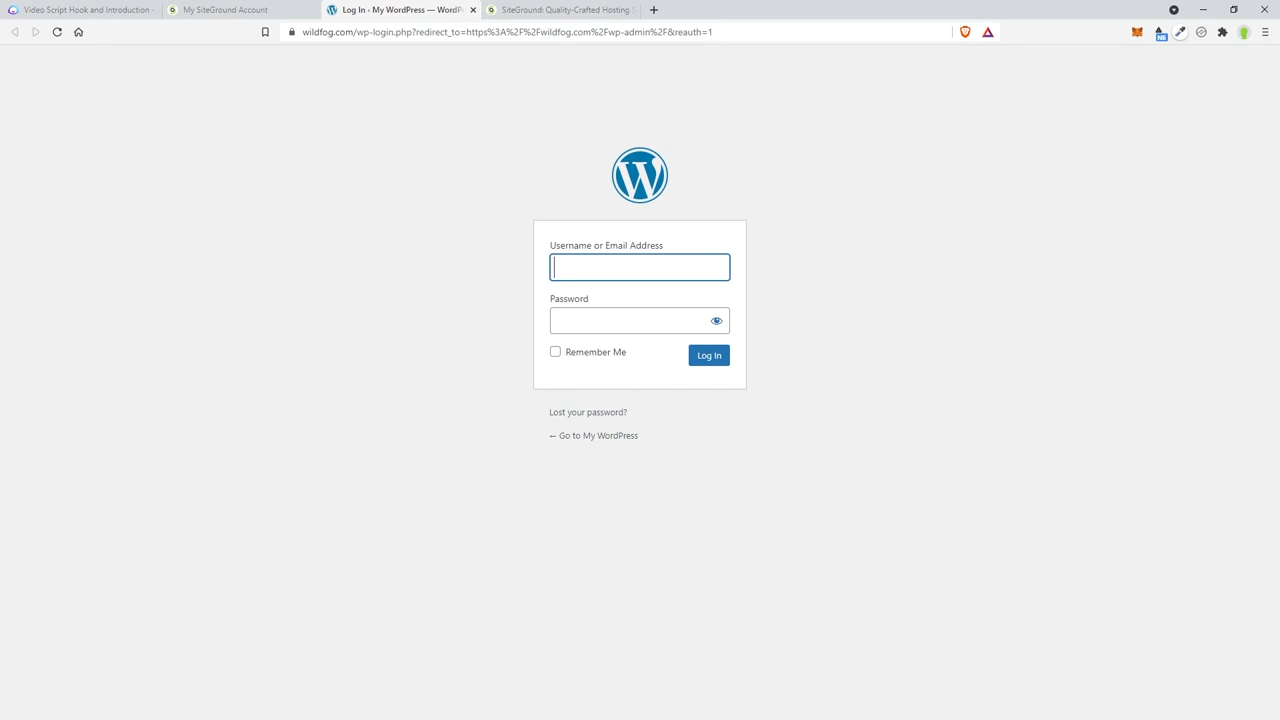 Video Script Hook and Introduction
My SiteGround Account
Log In ‹ My WordPress — WordP
SiteGround: Quality-Crafted Hosting S
wildfog.com/wp-login.php?redirect_to=https%3A%2F%2Fwildfog.com%2Fwp-admin%2F&reauth=1
NB
Username or Email Address
Password
Remember Me
Log In
Lost your password?
← Go to My WordPress